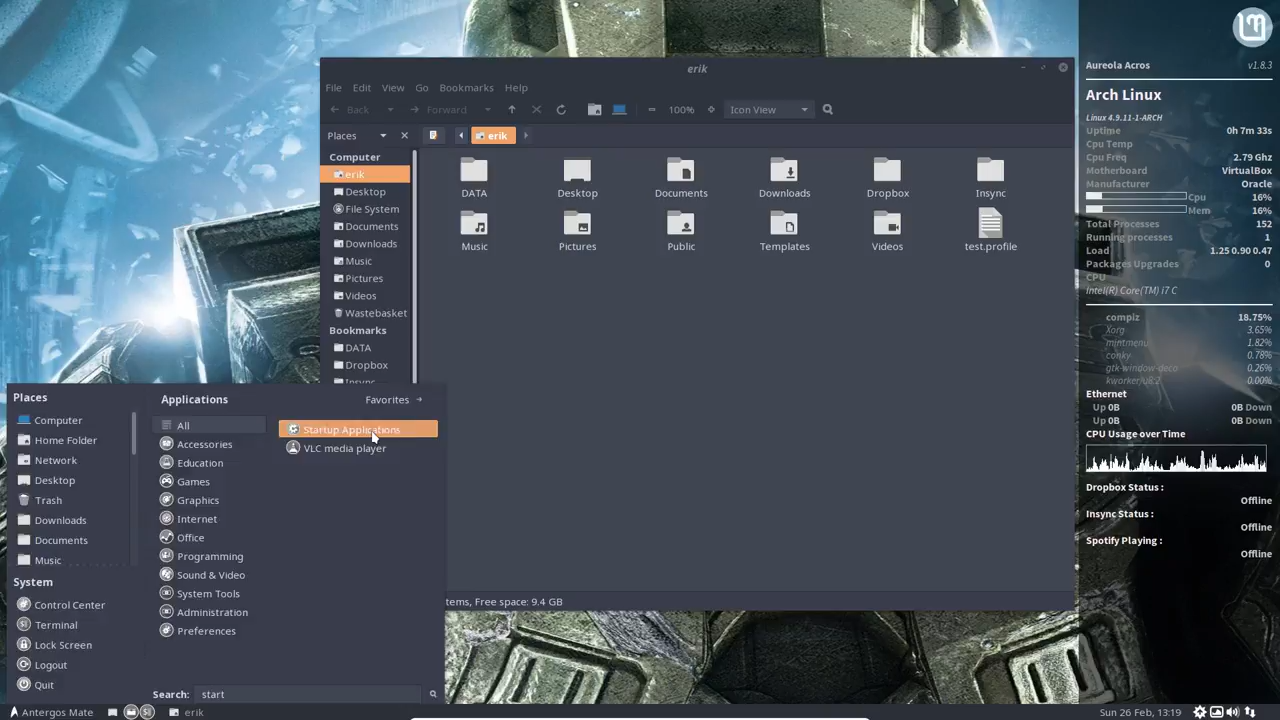 erik
File Edit View Go Bookmarks Help
Back Forward 100% Icon View
Places erik
Computer
erik
Desktop
File System
Documents
Downloads
Music
Pictures
Videos
Wastebasket
Bookmarks
DATA
Dropbox
Insync
DATA Desktop Documents Downloads Dropbox Insync
Music Pictures Public Templates Videos test.profile
tems, Free space: 9.4 GB
Places
Computer
Home Folder
Network
Desktop
Trash
Downloads
Documents
Music
System
Control Center
Terminal
Lock Screen
Logout
Quit
Applications Favorites
All
Accessories
Education
Games
Graphics
Internet
Office
Programming
Sound & Video
System Tools
Administration
Preferences
Startup Applications
VLC media player
Search: start
Antergos Mate erik Sun 26 Feb, 13:19
Aureola Acros v1.8.3
Arch Linux
Linux 4.9.11-1-ARCH
Uptime 0h 7m 33s
Cpu Temp
Cpu Freq 2.79 Ghz
Motherboard VirtualBox
Manufacturer Oracle
Cpu 16%
Mem 16%
Total Processes 152
Running processes 1
Load 1.25 0.90 0.47
Packages Upgrades 0
CPU
Intel(R) Core(TM) i7 C
compiz 18.75%
Xorg 3.65%
mintmenu 1.82%
conky 0.78%
gtk-window-deco 0.26%
kworker/u8:2 0.00%
Ethernet
Up 0B 0B Down
Up 0B 0B Down
CPU Usage over Time
Dropbox Status :
Offline
Insync Status :
Offline
Spotify Playing :
Offline